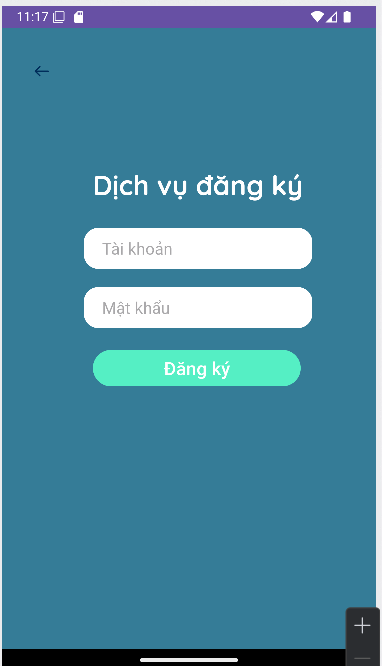 11:17
Dịch vụ đăng ký
Tài khoản
Mật khẩu
Đăng ký